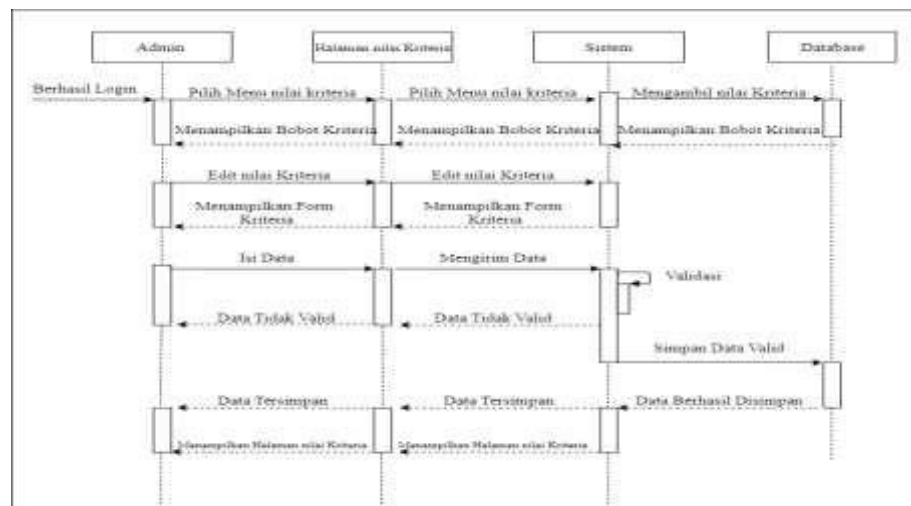 Admin
Halaman nilai Kriteria
Sistem
Database
Berhasil Login
Pilih Menu nilai kriteria
Pilih Menu nilai kriteria
Mengambil nilai Kriteria
Menampilkan Bobot Kriteria
Menampilkan Bobot Kriteria
Menampilkan Bobot Kriteria
Edit nilai Kriteria
Edit nilai Kriteria
Menampilkan Form
Kriteria
Menampilkan Form
Kriteria
Isi Data
Mengirim Data
Validasi
Data Tidak Valid
Data Tidak Valid
Simpan Data Valid
Data Tersimpan
Data Tersimpan
Data Berhasil Disimpan
Menampilkan Halaman nilai Kriteria
Menampilkan Halaman nilai Kriteria